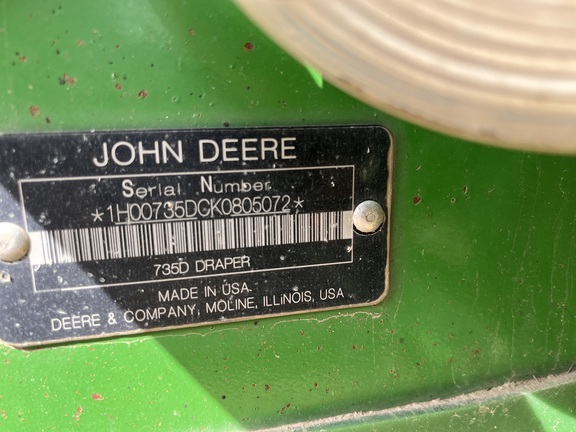 JOHN DEERE
Serial Number
*1H00735DCK0805072*
735D DRAPER
MADE IN USA
DEERE & COMPANY, MOLINE, ILLINOIS, USA